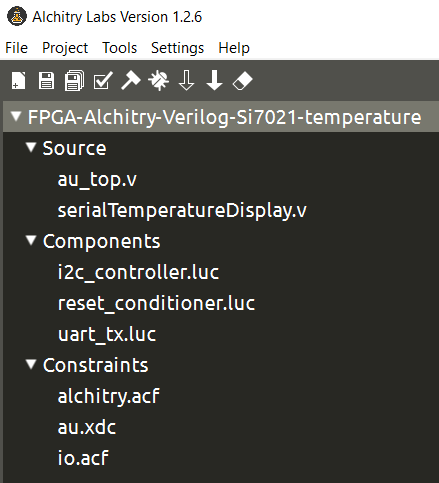 Alchitry Labs Version 1.2.6
File Project Tools Settings Help
FPGA-Alchitry-Verilog-Si7021-temperature
Source
au_top.v
serialTemperatureDisplay.v
Components
i2c_controller.luc
reset_conditioner.luc
uart_tx.luc
Constraints
alchitry.acf
au.xdc
io.acf